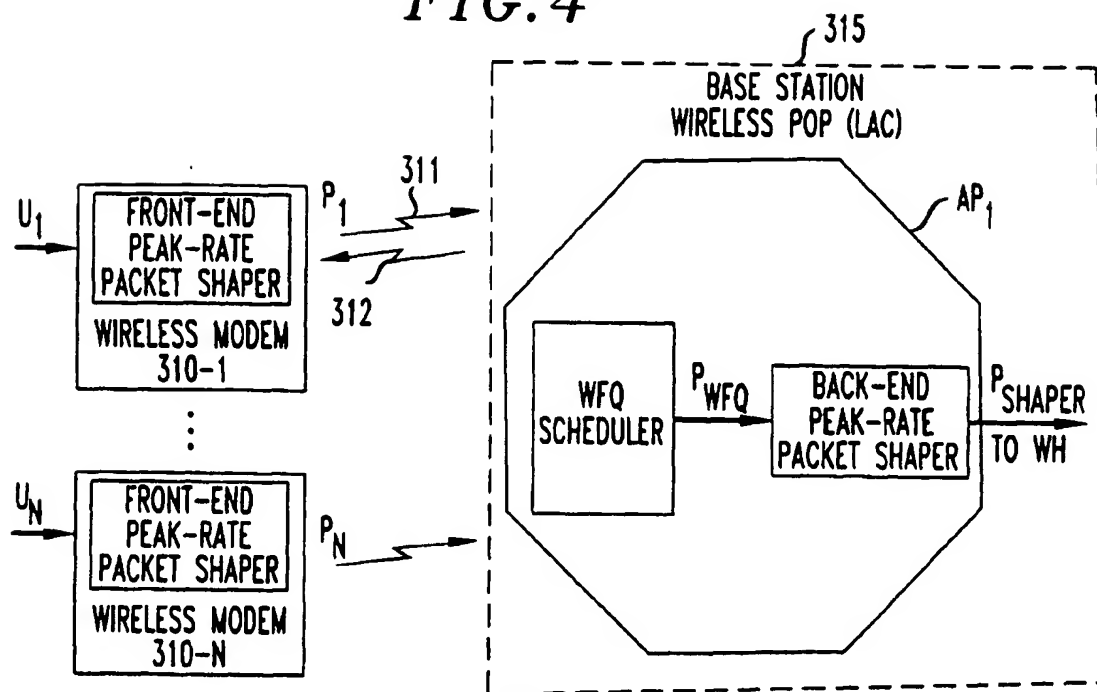 FIG. 4
315
BASE STATION
WIRELESS POP (LAC)
311
AP1
U1
FRONT-END
PEAK-RATE
PACKET SHAPER
WIRELESS MODEM
310-1
P1
312
WFQ
SCHEDULER
PWFQ
BACK-END
PEAK-RATE
PACKET SHAPER
PSHAPER
TO WH
UN
FRONT-END
PEAK-RATE
PACKET SHAPER
WIRELESS MODEM
310-N
PN